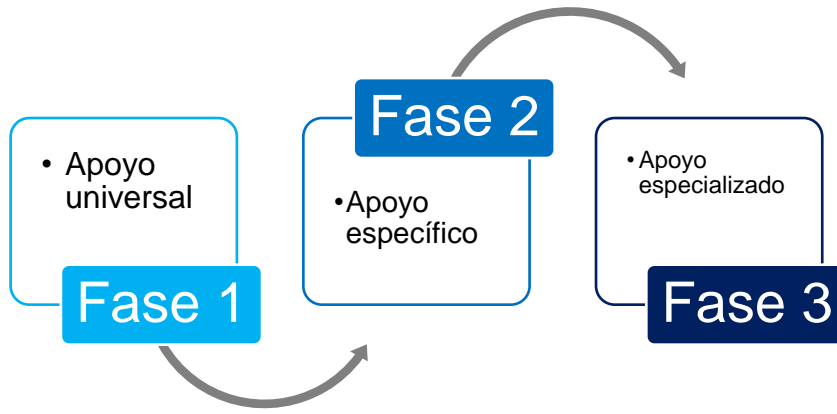 • Apoyo
universal
Fase 1
Fase 2
•Apoyo
específico
• Apoyo
especializado
Fase 3